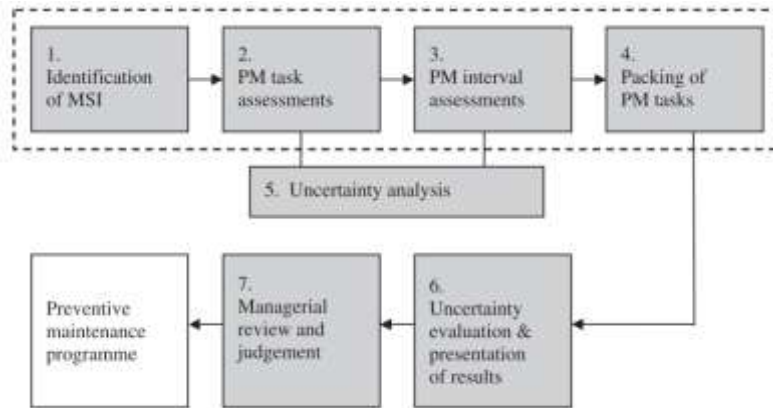 1.
Identification
of MSI
2.
PM task
assessments
3.
PM interval
assessments
4.
Packing of
PM tasks
5. Uncertainty analysis
Preventive
maintenance
programme
7.
Managerial
review and
judgement
6.
Uncertainty
evaluation &
presentation
of results